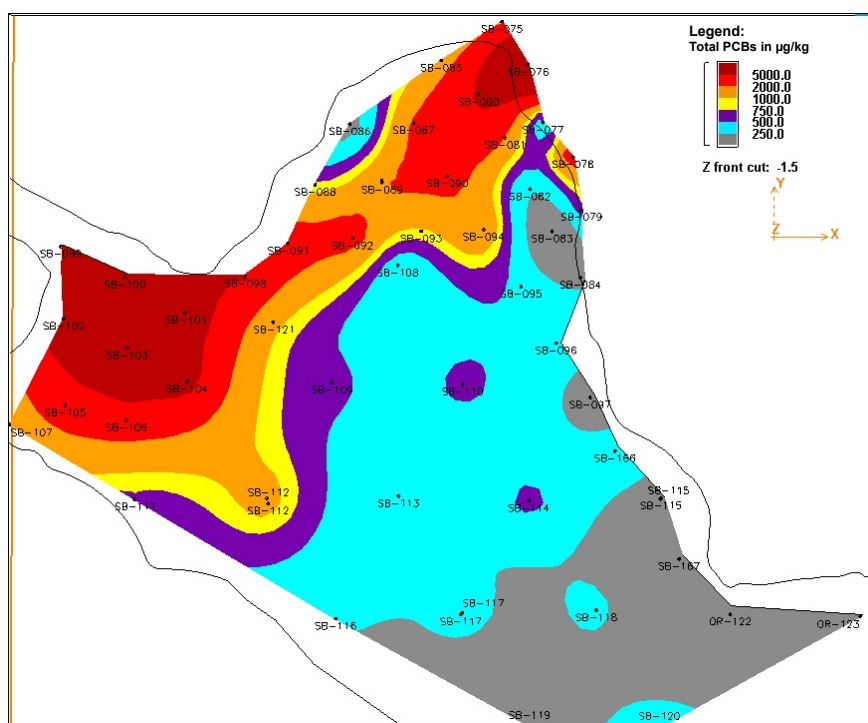 SB-075
Legend:
Total PCBs in µg/kg
SB-085
SB-076
5000.0
2000.0
1000.0
750.0
500.0
250.0
SB-080
SB-086
SB-087
SB-077
SB-081
SB-078
Z front cut: -1.5
SB-088
SB-089
SB-090
SB-082
Y
SB-079
Z
X
SB-091
SB-092
SB-093
SB-094
SB-083
SB-099
SB-108
SB-100
SB-098
SB-095
SB-084
SB-102
SB-101
SB-121
SB-103
SB-096
SB-104
SB-109
SB-110
SB-105
SB-097
SB-107
SB-106
SB-166
SB-111
SB-112
SB-112
SB-113
SB-114
SB-115
SB-115
SB-167
SB-116
SB-117
SB-117
SB-118
OR-122
OR-123
SB-119
SB-120